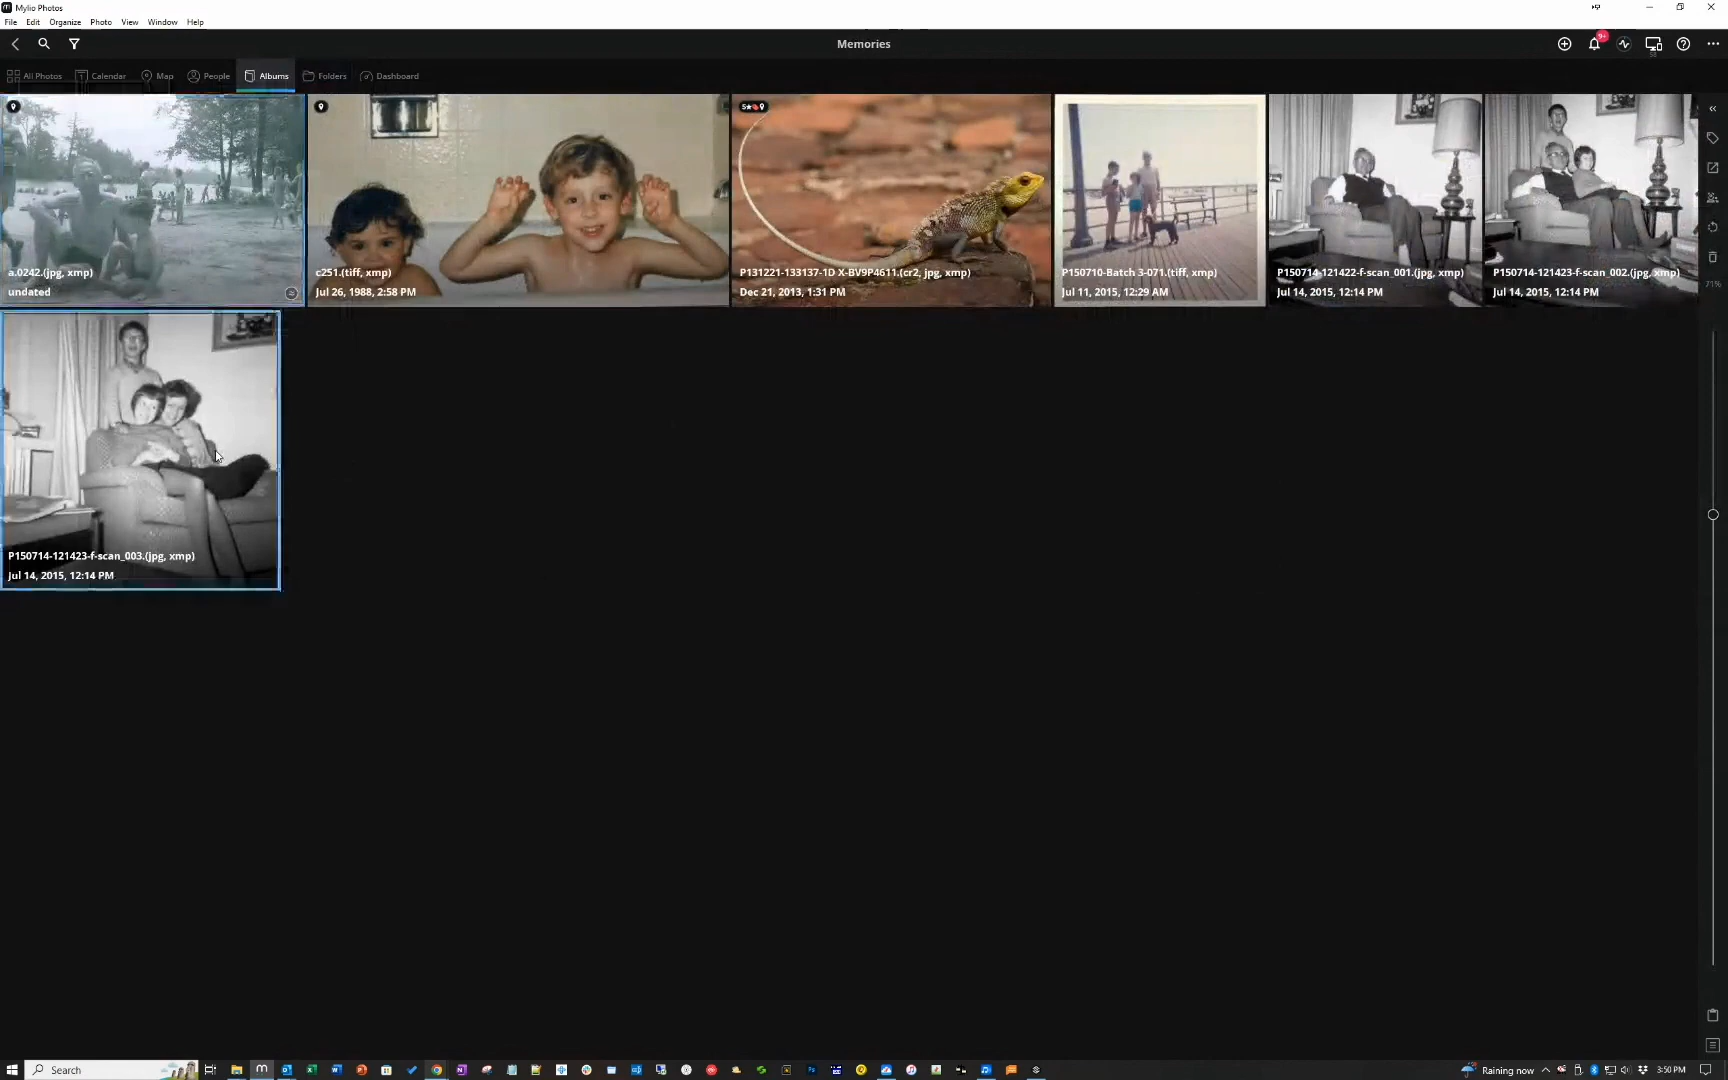 Mylio Photos
File Edit Organize Photo View Window Help
Memories
9+
All Photos Calendar Map People Albums Folders Dashboard
5★
a.0242.(jpg, xmp)
undated
c251.(tiff, xmp)
Jul 26, 1988, 2:58 PM
P131221-133137-1D X-BV9P4611.(cr2, jpg, xmp)
Dec 21, 2013, 1:31 PM
P150710-Batch 3-071.(tiff, xmp)
Jul 11, 2015, 12:29 AM
P150714-121422-f-scan_001.(jpg, xmp)
Jul 14, 2015, 12:14 PM
P150714-121423-f-scan_002.(jpg, xmp)
Jul 14, 2015, 12:14 PM
71%
P150714-121423-f-scan_003.(jpg, xmp)
Jul 14, 2015, 12:14 PM
Search
Raining now
3:50 PM